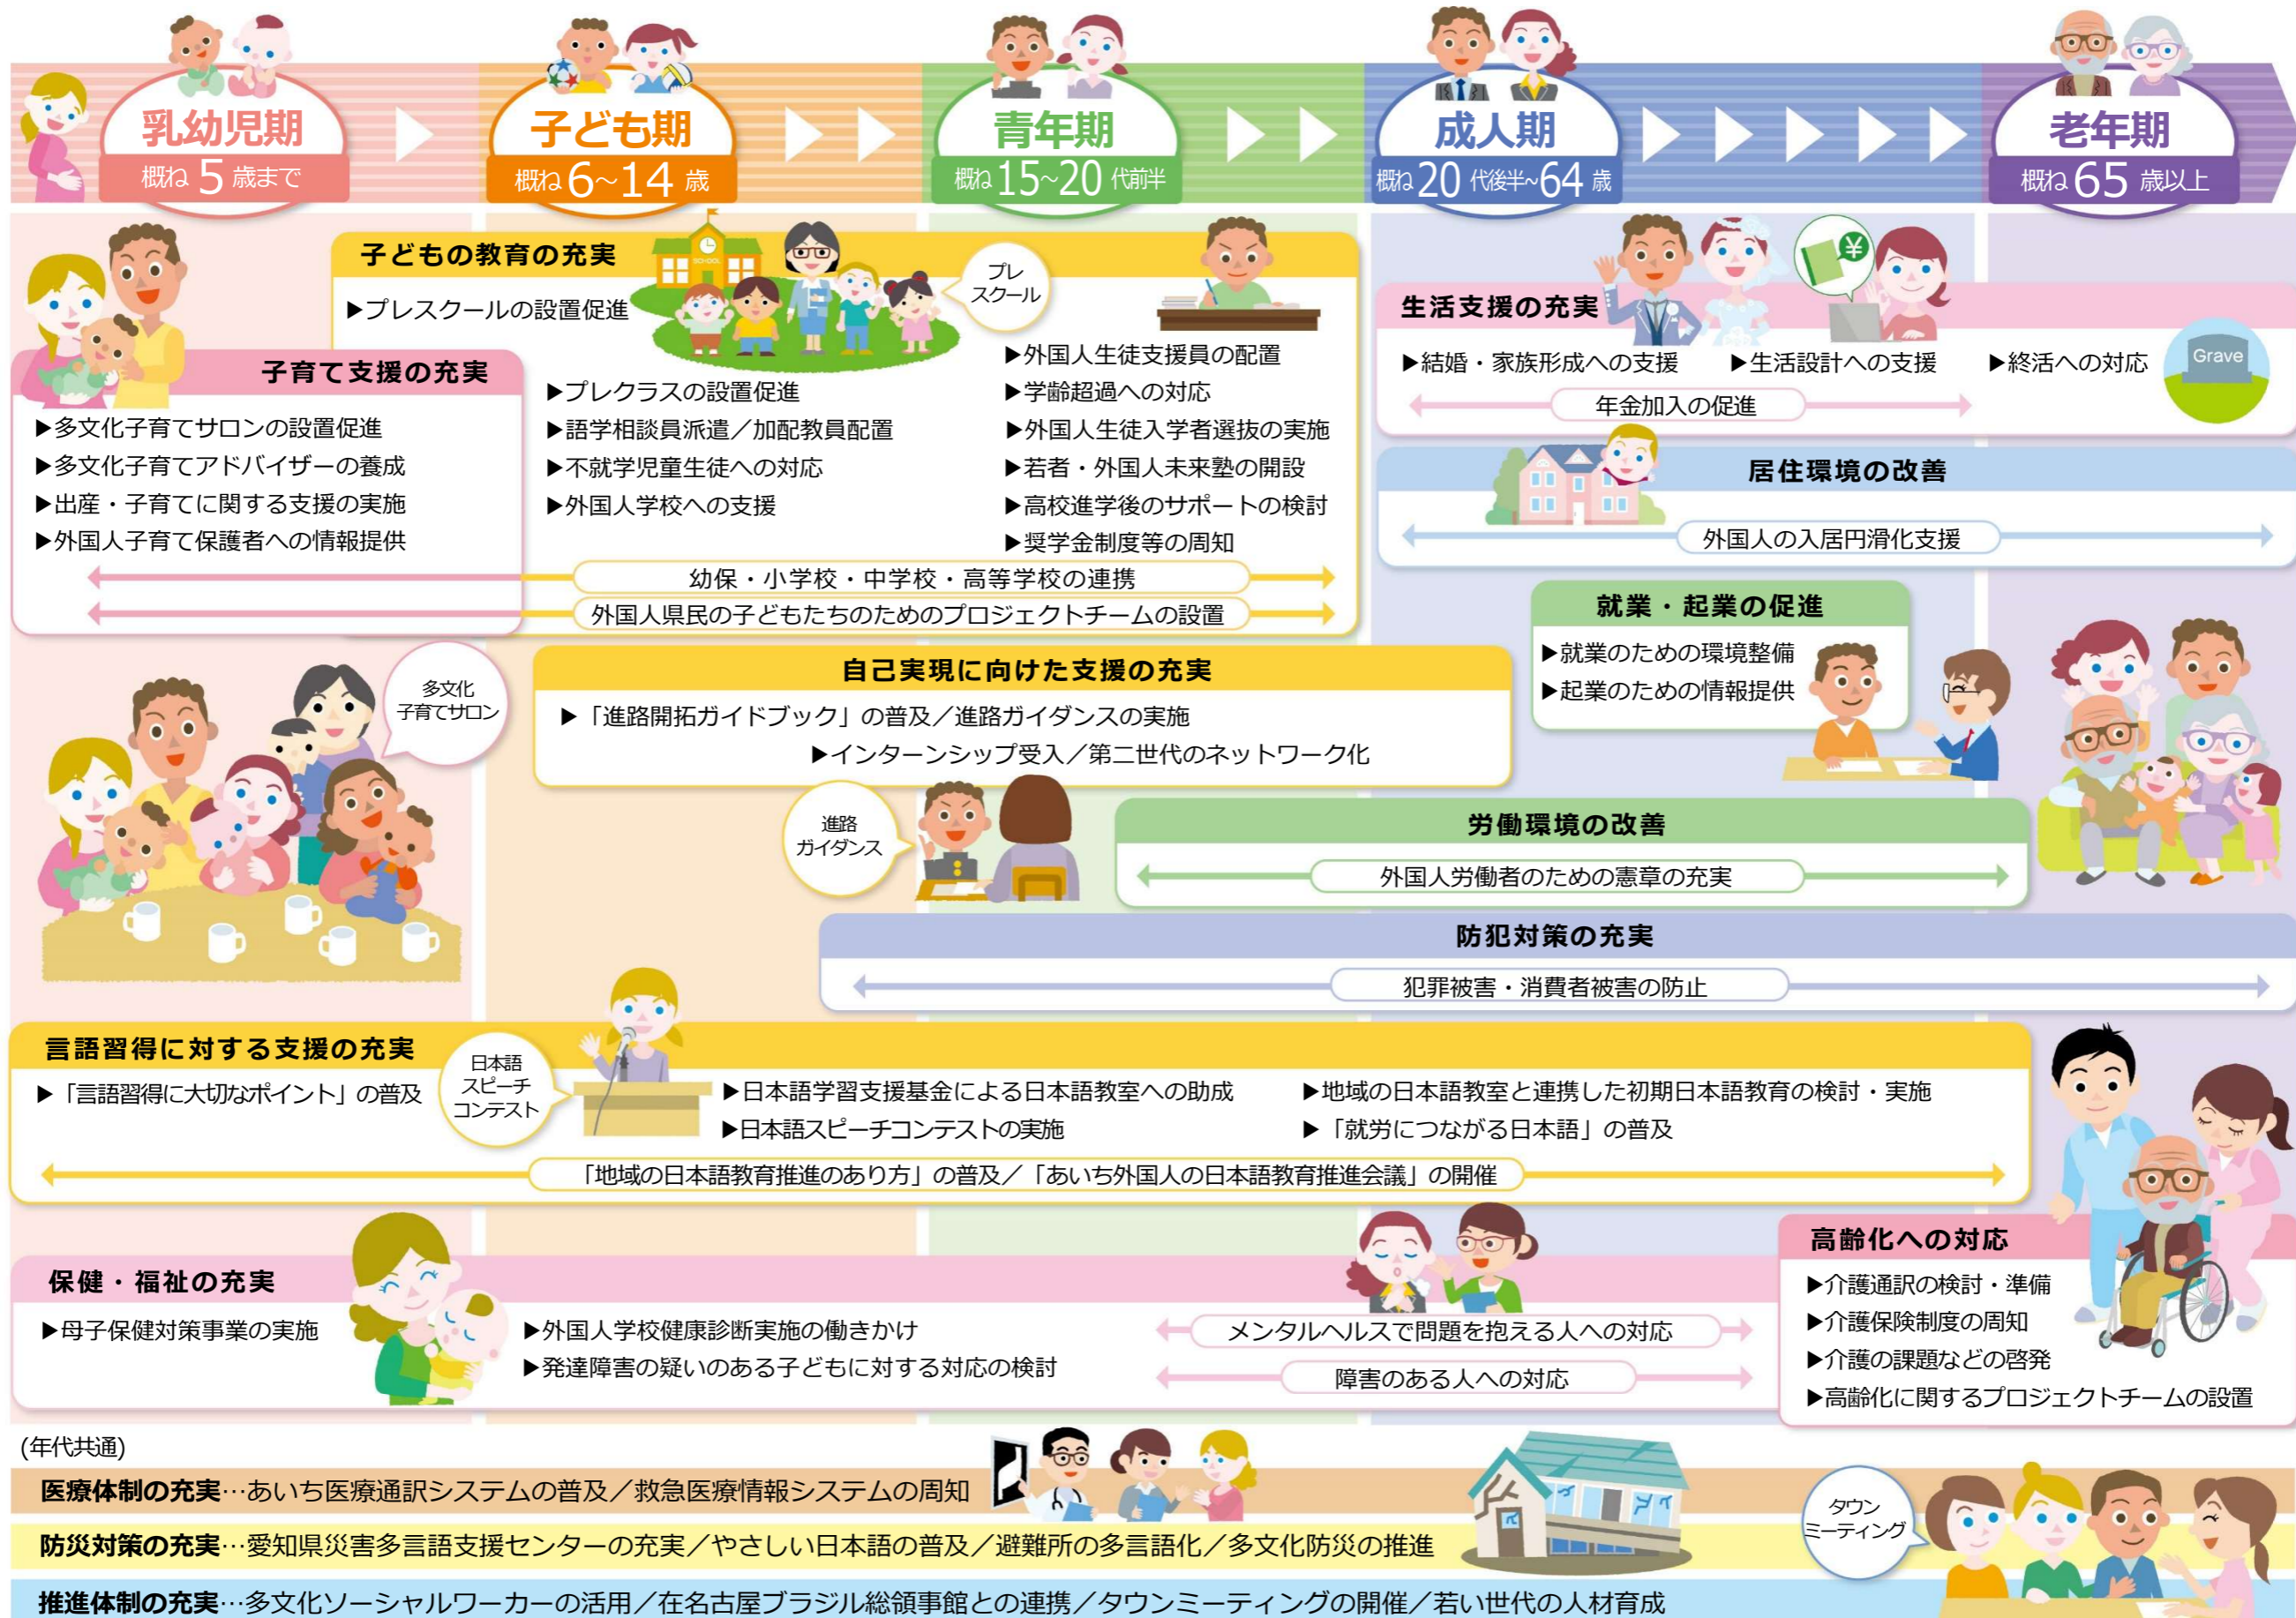 乳幼児期
概ね 5 歳まで
子ども期
概ね 6～14 歳
青年期
概ね 15～20 代前半
成人期
概ね 20 代後半～64 歳
老年期
概ね 65 歳以上
子どもの教育の充実
▶プレスクールの設置促進
SCHOOL
プレ
スクール
▶プレクラスの設置促進
▶語学相談員派遣／加配教員配置
▶不就学児童生徒への対応
▶外国人学校への支援
▶外国人生徒支援員の配置
▶学齢超過への対応
▶外国人生徒入学者選抜の実施
▶若者・外国人未来塾の開設
▶高校進学後のサポートの検討
▶奨学金制度等の周知
子育て支援の充実
▶多文化子育てサロンの設置促進
▶多文化子育てアドバイザーの養成
▶出産・子育てに関する支援の実施
▶外国人子育て保護者への情報提供
幼保・小学校・中学校・高等学校の連携
外国人県民の子どもたちのためのプロジェクトチームの設置
生活支援の充実
¥
▶結婚・家族形成への支援
▶生活設計への支援
▶終活への対応
Grave
年金加入の促進
居住環境の改善
外国人の入居円滑化支援
就業・起業の促進
▶就業のための環境整備
▶起業のための情報提供
多文化
子育てサロン
自己実現に向けた支援の充実
▶「進路開拓ガイドブック」の普及／進路ガイダンスの実施
▶インターンシップ受入／第二世代のネットワーク化
進路
ガイダンス
労働環境の改善
外国人労働者のための憲章の充実
防犯対策の充実
犯罪被害・消費者被害の防止
言語習得に対する支援の充実
▶「言語習得に大切なポイント」の普及
日本語
スピーチ
コンテスト
▶日本語学習支援基金による日本語教室への助成
▶日本語スピーチコンテストの実施
▶地域の日本語教室と連携した初期日本語教育の検討・実施
▶「就労につながる日本語」の普及
「地域の日本語教育推進のあり方」の普及／「あいち外国人の日本語教育推進会議」の開催
保健・福祉の充実
▶母子保健対策事業の実施
▶外国人学校健康診断実施の働きかけ
▶発達障害の疑いのある子どもに対する対応の検討
メンタルヘルスで問題を抱える人への対応
障害のある人への対応
高齢化への対応
▶介護通訳の検討・準備
▶介護保険制度の周知
▶介護の課題などの啓発
▶高齢化に関するプロジェクトチームの設置
(年代共通)
医療体制の充実…あいち医療通訳システムの普及／救急医療情報システムの周知
防災対策の充実…愛知県災害多言語支援センターの充実／やさしい日本語の普及／避難所の多言語化／多文化防災の推進
タウン
ミーティング
推進体制の充実…多文化ソーシャルワーカーの活用／在名古屋ブラジル総領事館との連携／タウンミーティングの開催／若い世代の人材育成